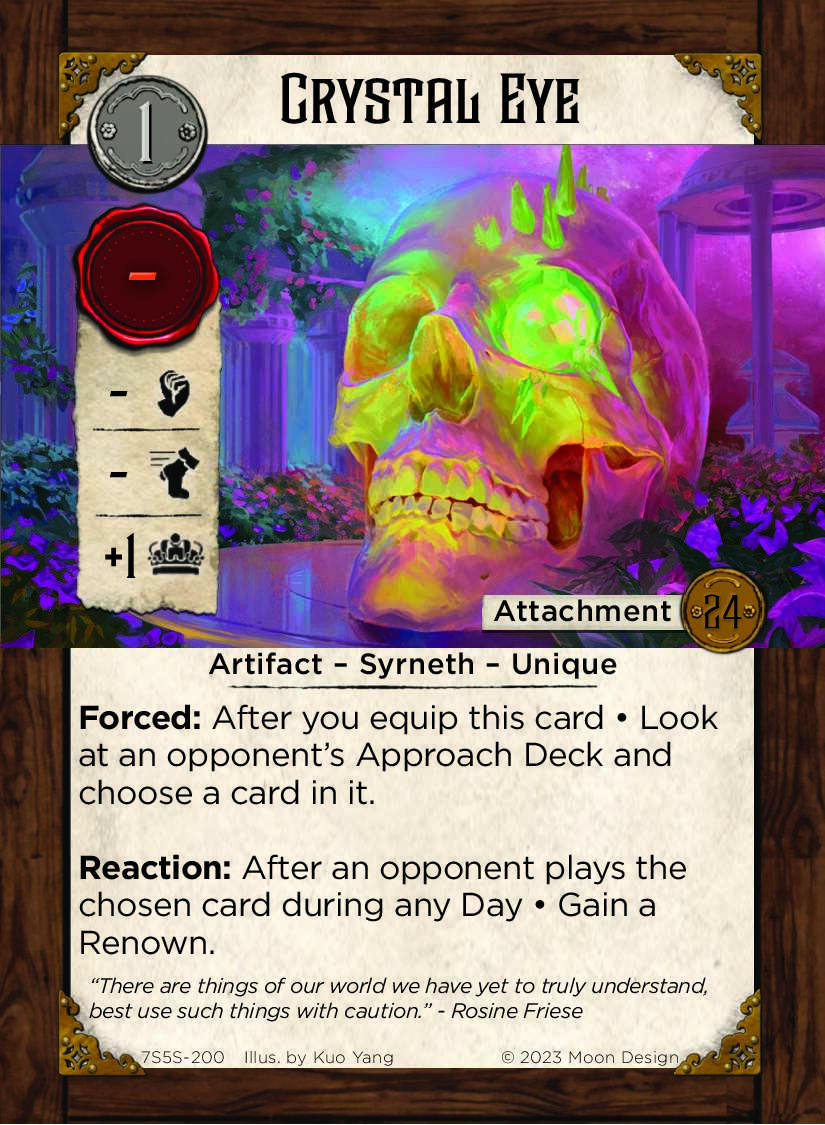 1
Crystal Eye
-
-
-
+1
Attachment 24
Artifact – Syrneth – Unique
Forced: After you equip this card • Look
at an opponent’s Approach Deck and
choose a card in it.
Reaction: After an opponent plays the
chosen card during any Day • Gain a
Renown.
“There are things of our world we have yet to truly understand,
best use such things with caution.” - Rosine Friese
7S5S-200 Illus. by Kuo Yang © 2023 Moon Design